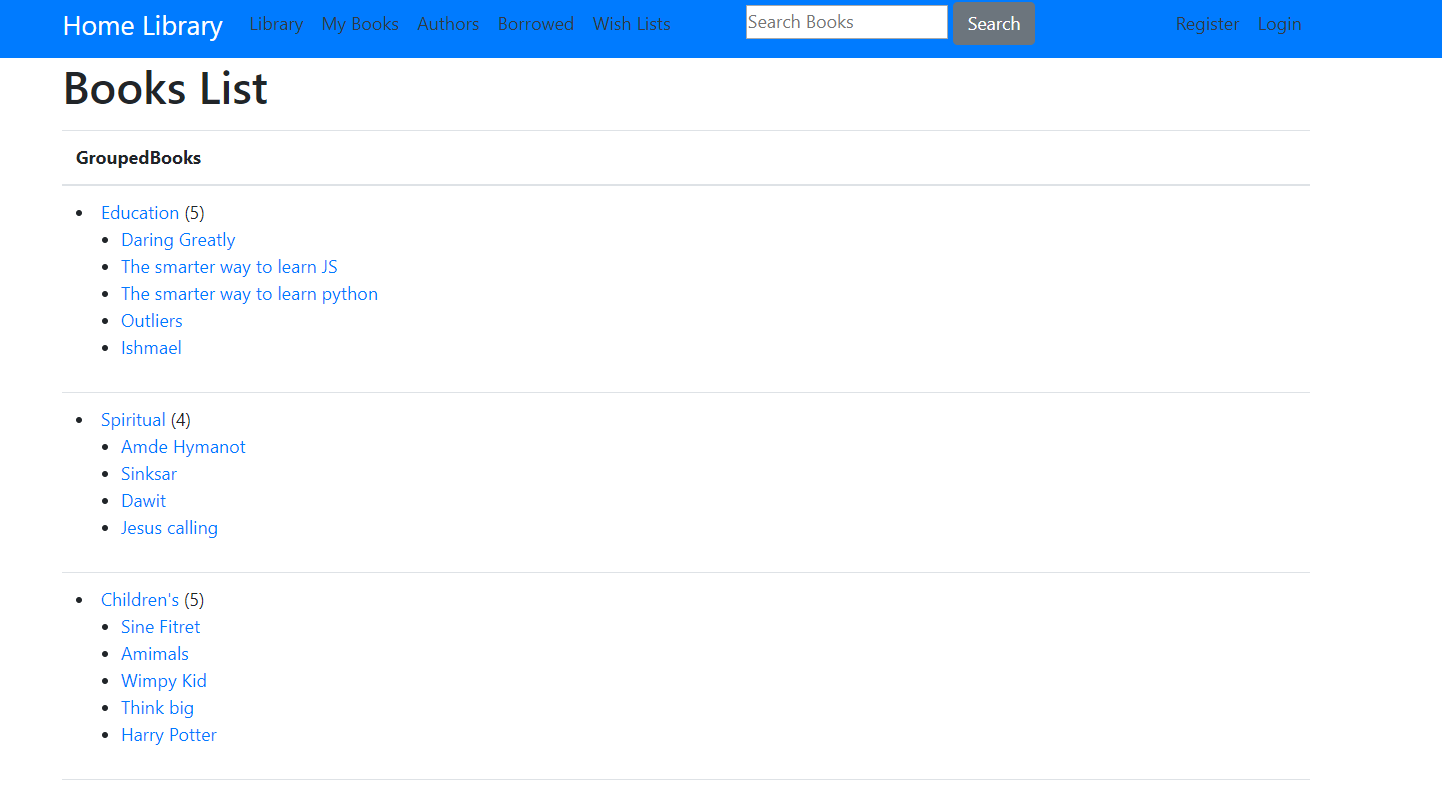 Home Library Library My Books Authors Borrowed Wish Lists Search Books Search Register Login
Books List
GroupedBooks
Education (5)
Daring Greatly
The smarter way to learn JS
The smarter way to learn python
Outliers
Ishmael
Spiritual (4)
Amde Hymanot
Sinksar
Dawit
Jesus calling
Children's (5)
Sine Fitret
Amimals
Wimpy Kid
Think big
Harry Potter